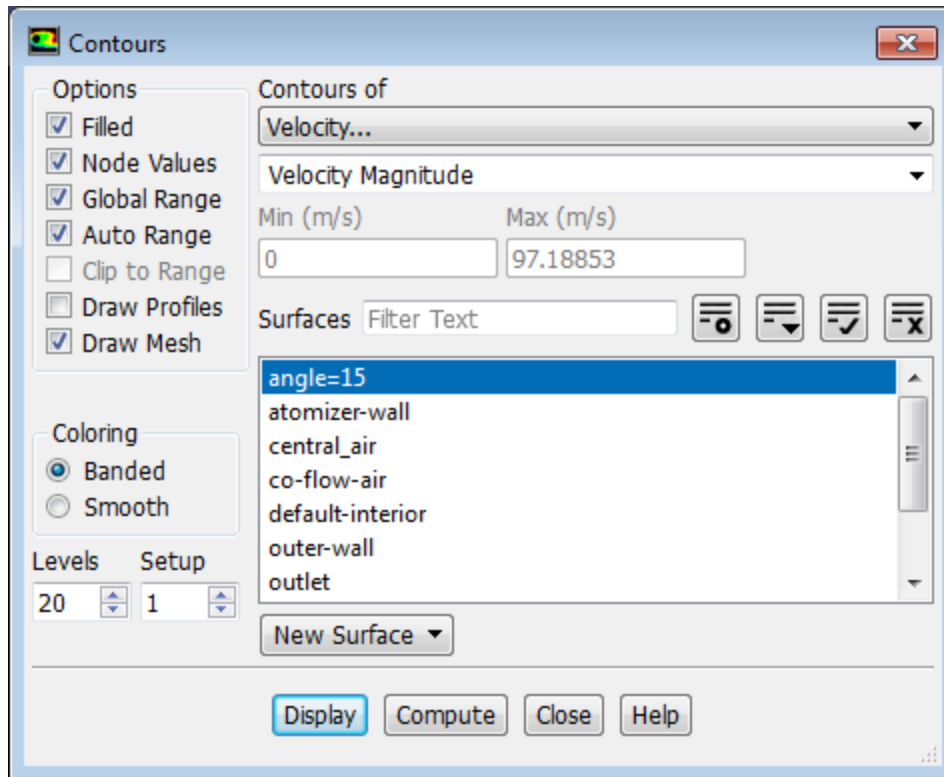 Contours
Options
Filled
Node Values
Global Range
Auto Range
Clip to Range
Draw Profiles
Draw Mesh
Coloring
Banded
Smooth
Levels Setup
20 1
Contours of
Velocity...
Velocity Magnitude
Min (m/s) Max (m/s)
0 97.18853
Surfaces Filter Text
angle=15
atomizer-wall
central_air
co-flow-air
default-interior
outer-wall
outlet
New Surface
Display Compute Close Help